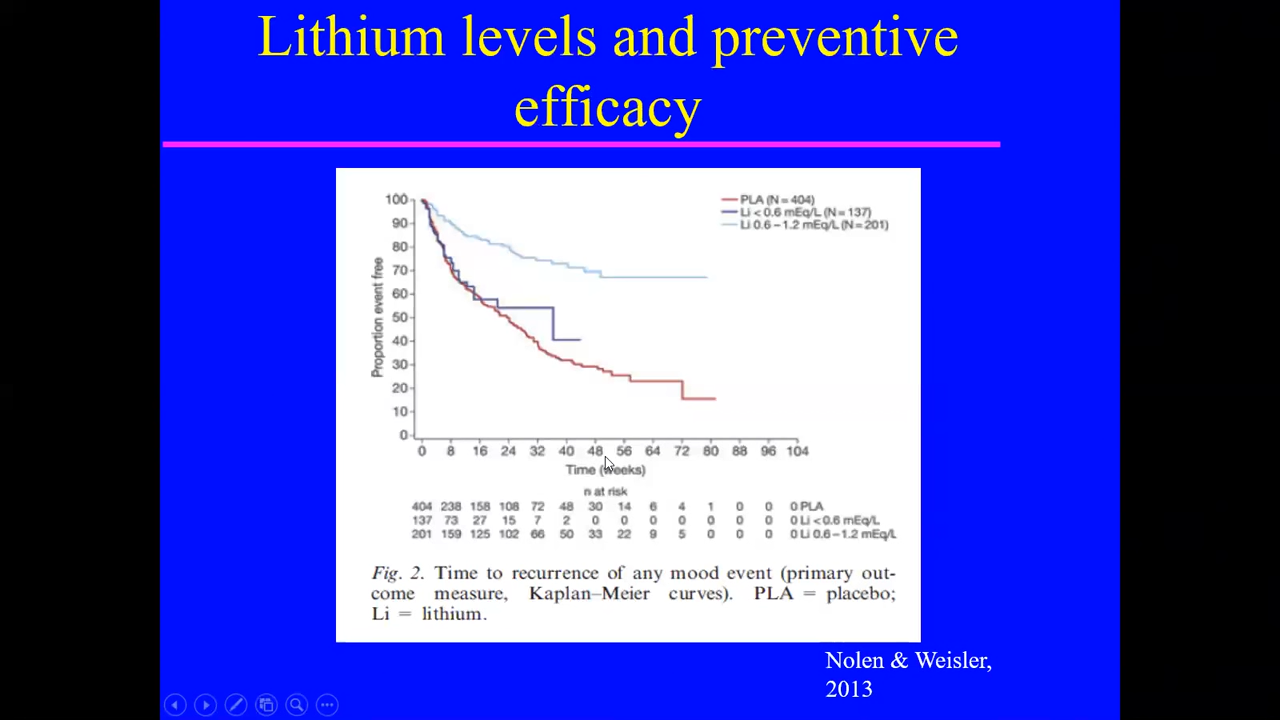 Lithium levels and preventive
efficacy
PLA (N = 404)
Li < 0.6 mEq/L (N = 137)
Li 0.6 – 1.2 mEq/L (N = 201)
100
90
80
70
60
50
40
30
20
10
0
Proportion event free
0 8 16 24 32 40 48 56 64 72 80 88 96 104
Time (weeks)
n at risk
404 238 158 108 72 48 30 14 6 4 1 0 0 0 PLA
137 73 27 15 7 2 0 0 0 0 0 0 0 0 Li < 0.6 mEq/L
201 159 125 102 66 50 33 22 9 5 0 0 0 0 Li 0.6 – 1.2 mEq/L
Fig. 2. Time to recurrence of any mood event (primary out-
come measure, Kaplan–Meier curves). PLA = placebo;
Li = lithium.
Nolen & Weisler,
2013